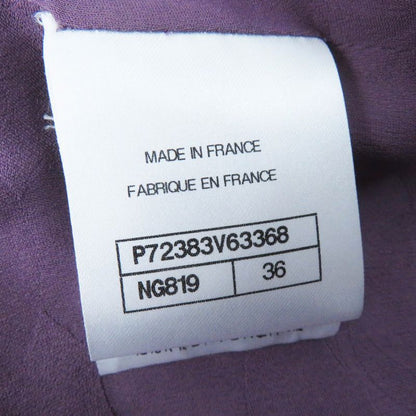 MADE IN FRANCE
FABRIQUE EN FRANCE
P72383V63368
NG819 36